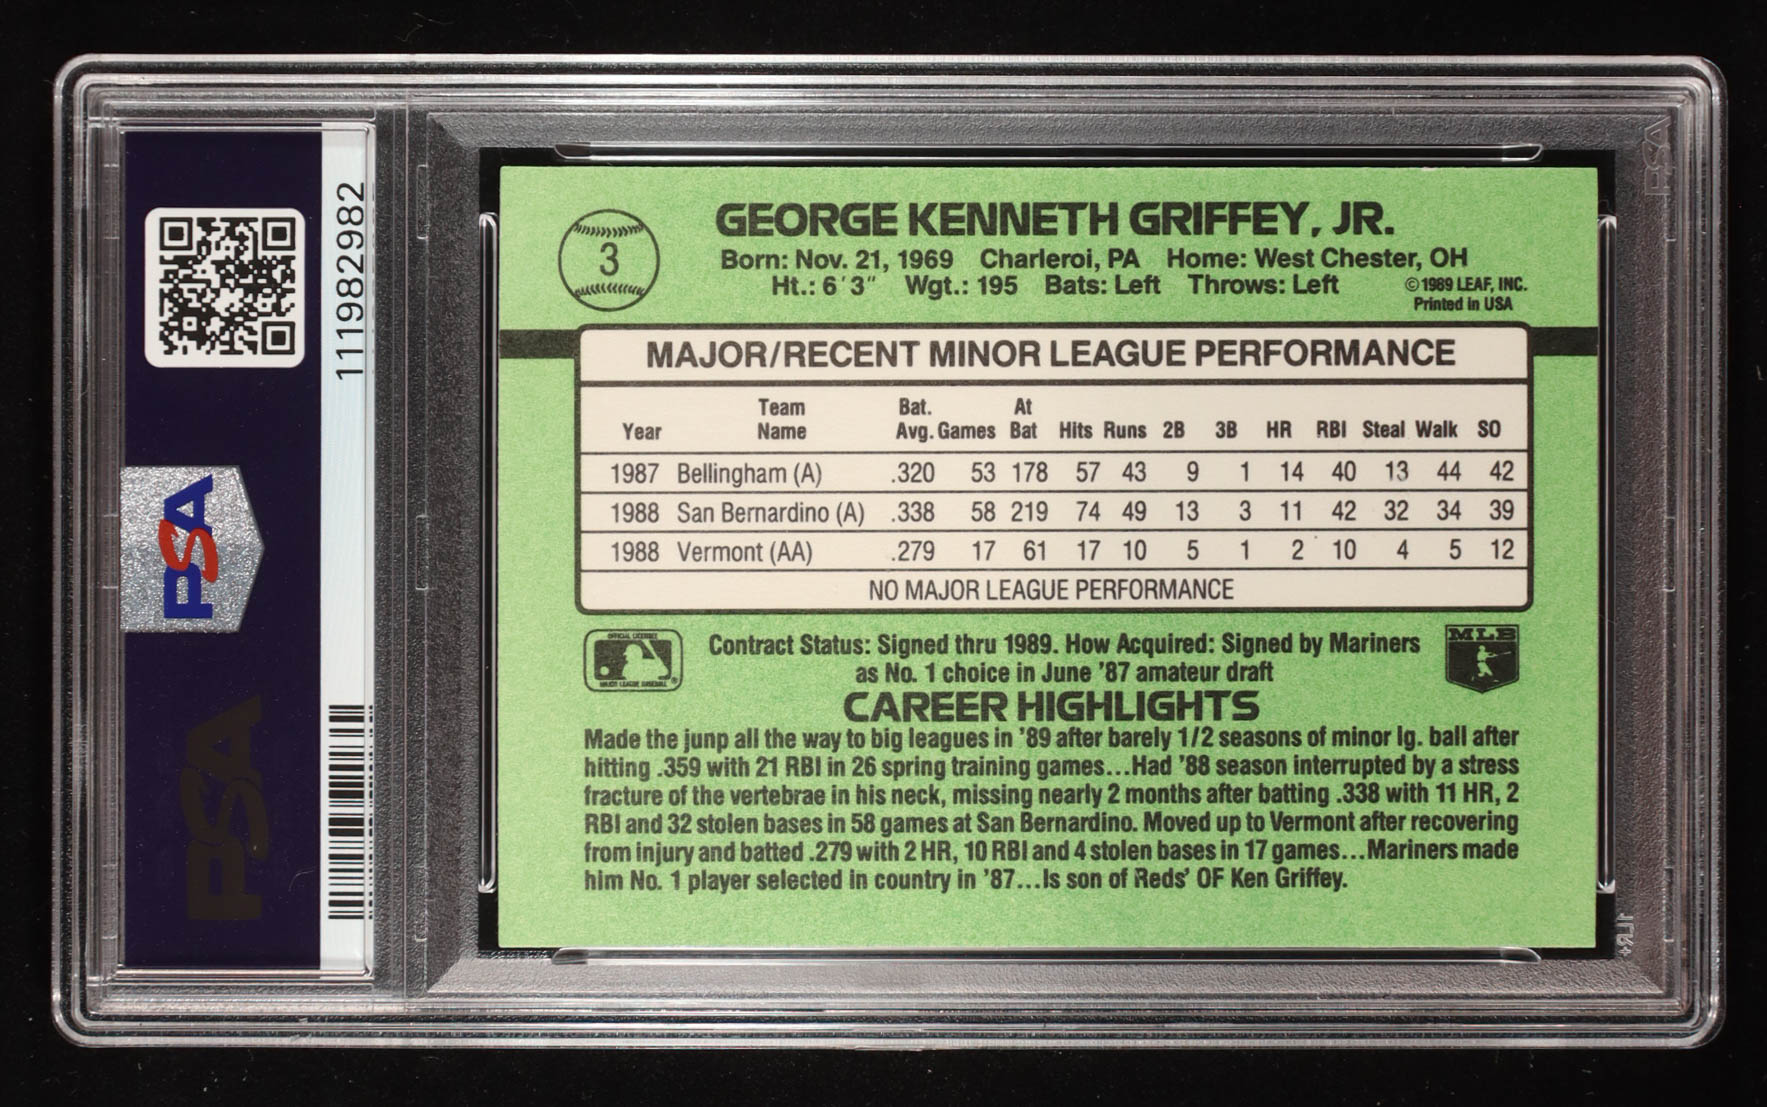 111982982
PSA
PSA
PSA
3
GEORGE KENNETH GRIFFEY, JR.
Born: Nov. 21, 1969 Charleroi, PA Home: West Chester, OH
Ht.: 6'3" Wgt.: 195 Bats: Left Throws: Left
©1989 LEAF, INC.
Printed in USA
MAJOR/RECENT MINOR LEAGUE PERFORMANCE
Year Team Name Bat. Avg. Games At Bat Hits Runs 2B 3B HR RBI Steal Walk SO
1987 Bellingham (A) .320 53 178 57 43 9 1 14 40 13 44 42
1988 San Bernardino (A) .338 58 219 74 49 13 3 11 42 32 34 39
1988 Vermont (AA) .279 17 61 17 10 5 1 2 10 4 5 12
NO MAJOR LEAGUE PERFORMANCE
OFFICIAL LICENSEE
MAJOR LEAGUE BASEBALL
Contract Status: Signed thru 1989. How Acquired: Signed by Mariners
as No. 1 choice in June '87 amateur draft
MLB
CAREER HIGHLIGHTS
Made the junp all the way to big leagues in '89 after barely 1/2 seasons of minor lg. ball after
hitting .359 with 21 RBI in 26 spring training games...Had '88 season interrupted by a stress
fracture of the vertebrae in his neck, missing nearly 2 months after batting .338 with 11 HR, 2
RBI and 32 stolen bases in 58 games at San Bernardino. Moved up to Vermont after recovering
from injury and batted .279 with 2 HR, 10 RBI and 4 stolen bases in 17 games...Mariners made
him No. 1 player selected in country in '87...Is son of Reds' OF Ken Griffey.